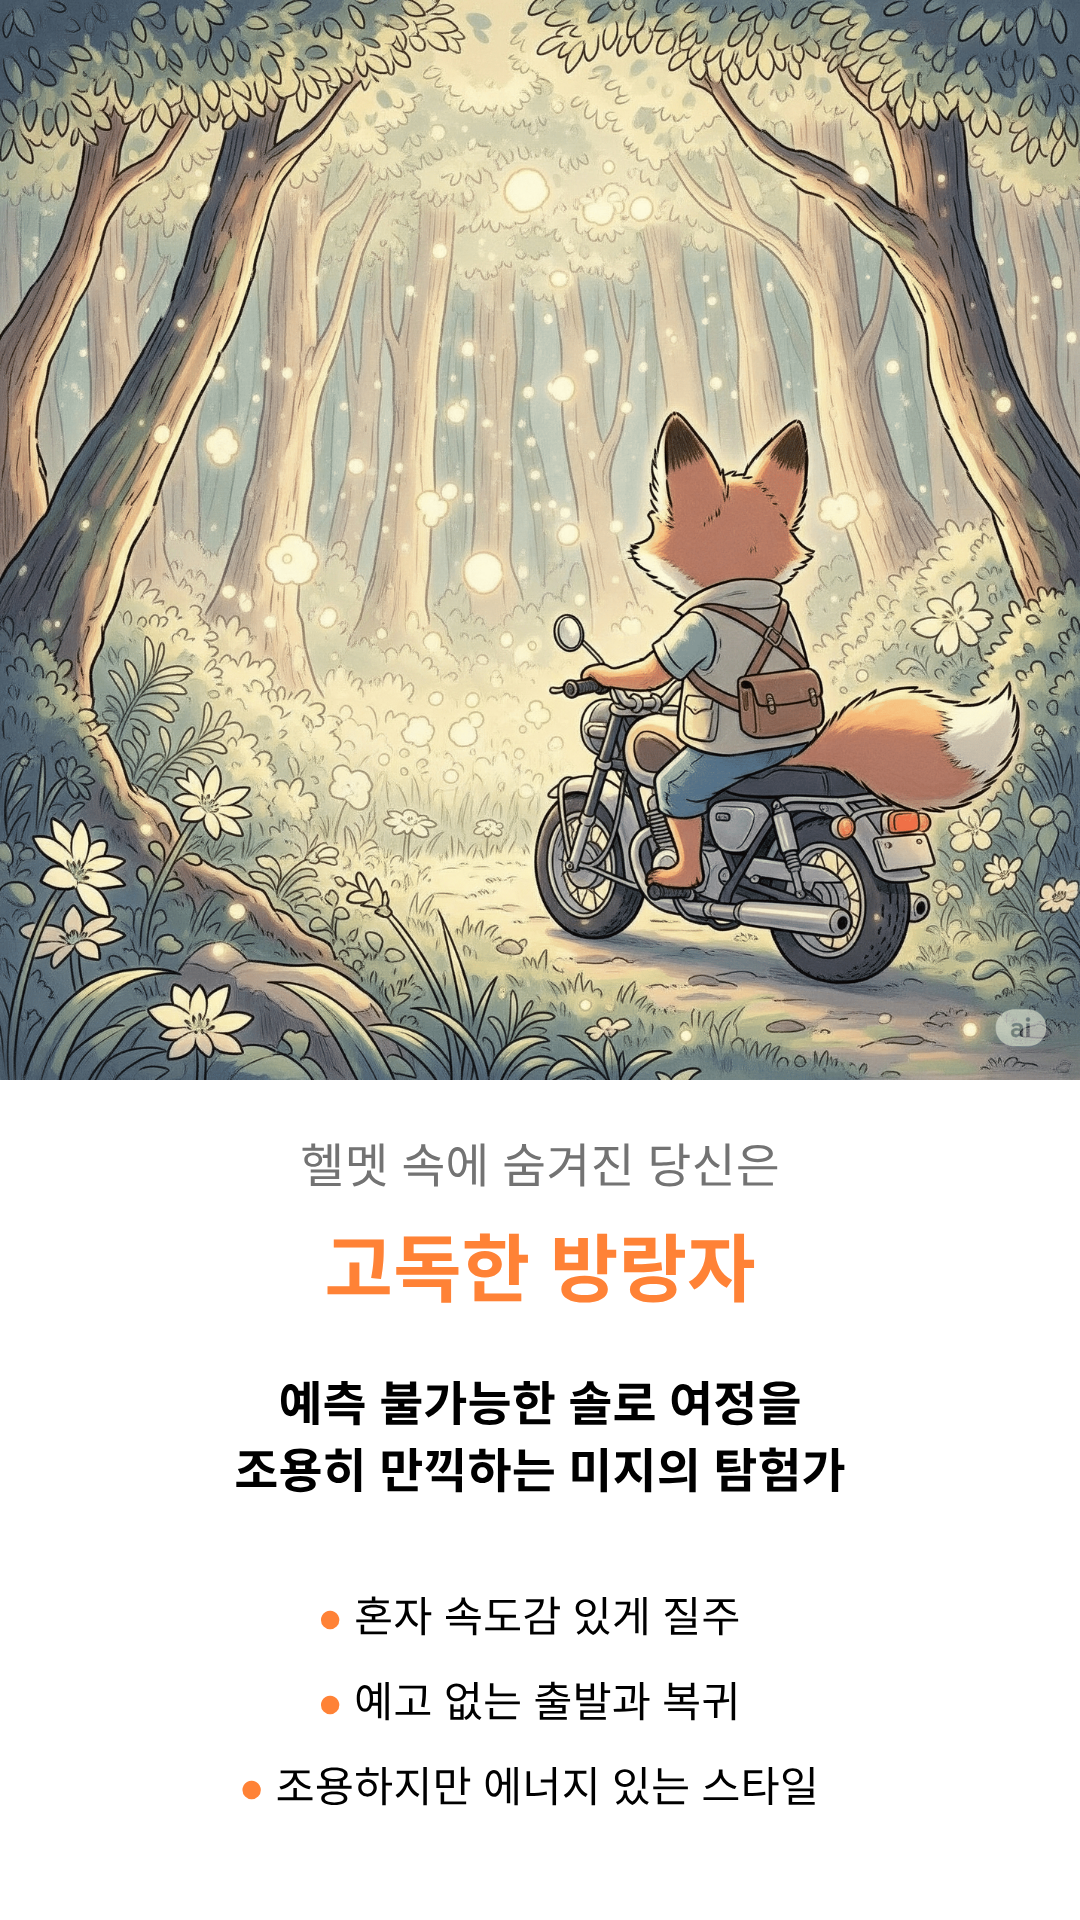 ai
헬멧 속에 숨겨진 당신은
고독한 방랑자
예측 불가능한 솔로 여정을
조용히 만끽하는 미지의 탐험가
● 혼자 속도감 있게 질주
● 예고 없는 출발과 복귀
● 조용하지만 에너지 있는 스타일